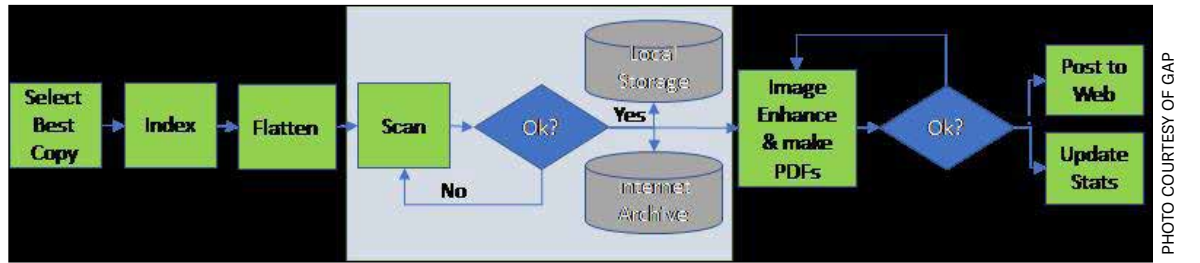 Select
Best
Copy
Index
Flatten
Scan
Ok?
No
Yes
Local
Storage
Internet
Archive
Image
Enhance
& make
PDFs
Ok?
Post to
Web
Update
Stats
PHOTO COURTESY OF GAP